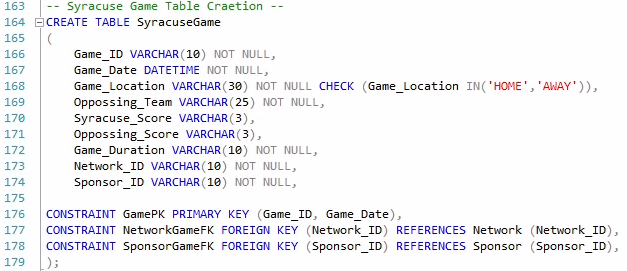 163 -- Syracuse Game Table Craetion --
164 CREATE TABLE SyracuseGame
165 (
166 Game_ID VARCHAR(10) NOT NULL,
167 Game_Date DATETIME NOT NULL,
168 Game_Location VARCHAR(30) NOT NULL CHECK (Game_Location IN('HOME','AWAY')),
169 Oppossing_Team VARCHAR(25) NOT NULL,
170 Syracuse_Score VARCHAR(3),
171 Oppossing_Score VARCHAR(3),
172 Game_Duration VARCHAR(10) NOT NULL,
173 Network_ID VARCHAR(10) NOT NULL,
174 Sponsor_ID VARCHAR(10) NOT NULL,
175
176 CONSTRAINT GamePK PRIMARY KEY (Game_ID, Game_Date),
177 CONSTRAINT NetworkGameFK FOREIGN KEY (Network_ID) REFERENCES Network (Network_ID),
178 CONSTRAINT SponsorGameFK FOREIGN KEY (Sponsor_ID) REFERENCES Sponsor (Sponsor_ID),
179 );